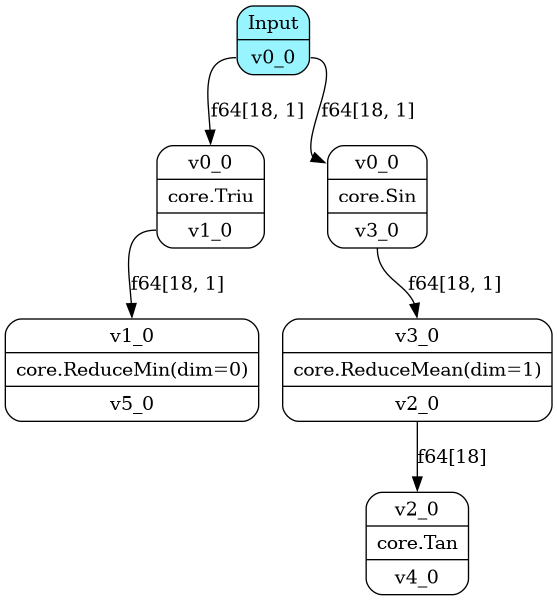 Input
v0_0
f64[18, 1]
f64[18, 1]
v0_0
core.Triu
v1_0
v0_0
core.Sin
v3_0
f64[18, 1]
f64[18, 1]
v1_0
core.ReduceMin(dim=0)
v5_0
v3_0
core.ReduceMean(dim=1)
v2_0
f64[18]
v2_0
core.Tan
v4_0